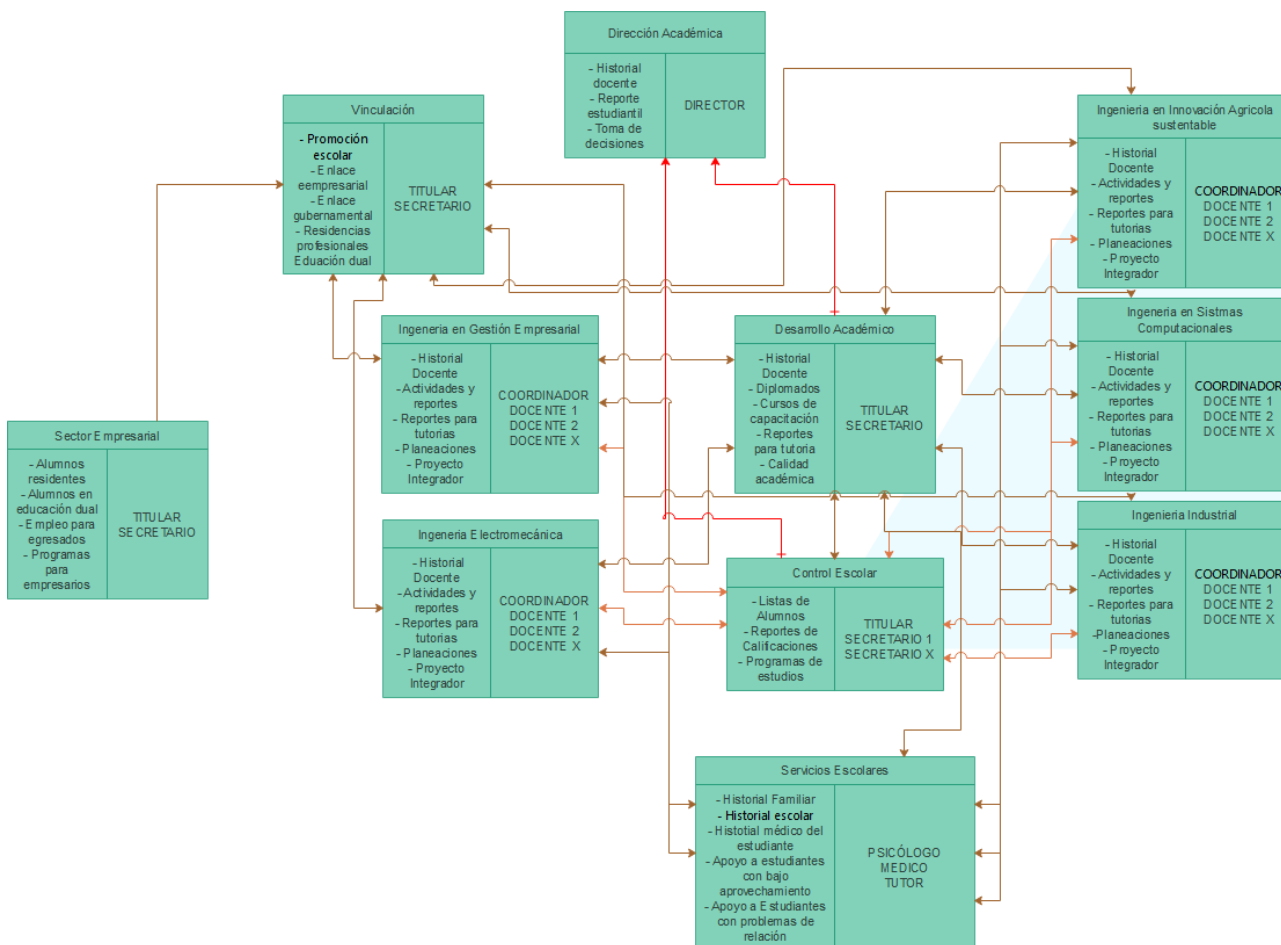 Dirección Académica
- Historial
docente
- Reporte
estudiantil
- Toma de
decisiones
DIRECTOR
Vinculación
- Promoción
escolar
- Enlace
eempresarial
- Enlace
gubernamental
- Residencias
profesionales
Eduación dual
TITULAR
SECRETARIO
Ingenieria en Innovación Agricola
sustentable
- Historial
Docente
- Actividades y
reportes
- Reportes para
tutorias
- Planeaciones
- Proyecto
Integrador
COORDINADOR
DOCENTE 1
DOCENTE 2
DOCENTE X
Ingeneria en Gestión Empresarial
- Historial
Docente
- Actividades y
reportes
- Reportes para
tutorias
- Planeaciones
- Proyecto
Integrador
COORDINADOR
DOCENTE 1
DOCENTE 2
DOCENTE X
Desarrollo Académico
- Historial
Docente
- Diplomados
- Cursos de
capacitación
- Reportes
para tutoria
- Calidad
académica
TITULAR
SECRETARIO
Ingeneria en Sistmas
Computacionales
- Historial
Docente
- Actividades y
reportes
- Reportes para
tutorias
- Planeaciones
- Proyecto
Integrador
COORDINADOR
DOCENTE 1
DOCENTE 2
DOCENTE X
Sector Empresarial
- Alumnos
residentes
- Alumnos en
educación dual
- Empleo para
egresados
- Programas
para
empresarios
TITULAR
SECRETARIO
Ingeneria Electromecánica
- Historial
Docente
- Actividades y
reportes
- Reportes para
tutorias
- Planeaciones
- Proyecto
Integrador
COORDINADOR
DOCENTE 1
DOCENTE 2
DOCENTE X
Control Escolar
- Listas de
Alumnos
- Reportes de
Calificaciones
- Programas de
estudios
TITULAR
SECRETARIO 1
SECRETARIO X
Ingenieria Industrial
- Historial
Docente
- Actividades y
reportes
- Reportes para
tutorias
-Planeaciones
- Proyecto
Integrador
COORDINADOR
DOCENTE 1
DOCENTE 2
DOCENTE X
Servicios Escolares
- Historial Familiar
- Historial escolar
- Histotial médico del
estudiante
- Apoyo a estudiantes
con bajo
aprovechamiento
- Apoyo a Estudiantes
con problemas de
relación
PSICÓLOGO
MEDICO
TUTOR